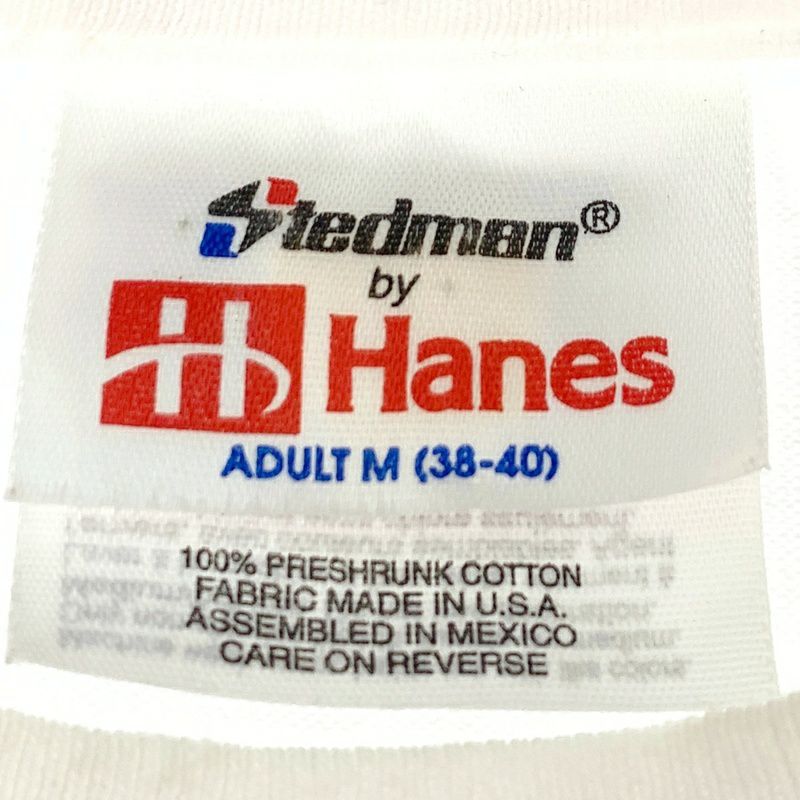 Stedman®
by
H Hanes
ADULT M (38-40)
100% PRESHRUNK COTTON
FABRIC MADE IN U.S.A.
ASSEMBLED IN MEXICO
CARE ON REVERSE